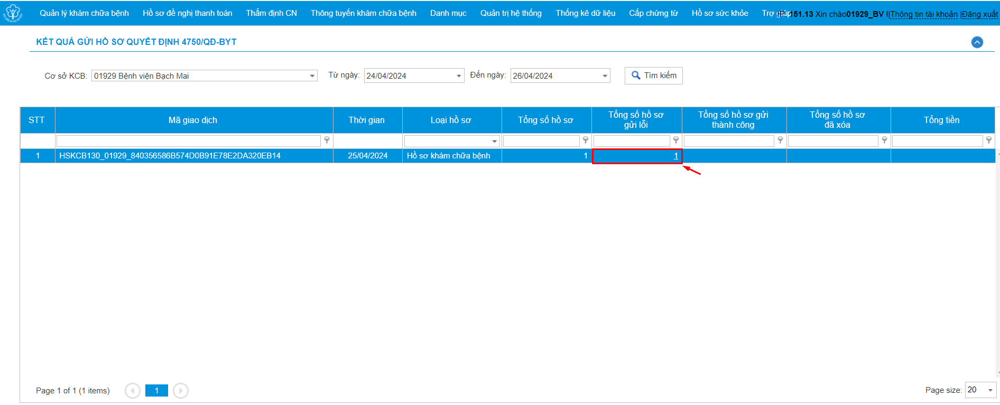 Quản lý khám chữa bệnh Hồ sơ đề nghị thanh toán Thẩm định CN Thông tuyến khám chữa bệnh Danh mục Quản trị hệ thống Thống kê dữ liệu Cấp chứng từ Hồ sơ sức khỏe Trợ giúp 151.13 Xin chào01929_BV !|Thông tin tài khoản |Đăng xuất
KẾT QUẢ GỬI HỒ SƠ QUYẾT ĐỊNH 4750/QĐ-BYT
Cơ sở KCB: 01929 Bệnh viện Bạch Mai Từ ngày: 24/04/2024 Đến ngày: 26/04/2024 Tìm kiếm
STT Mã giao dịch Thời gian Loại hồ sơ Tổng số hồ sơ Tổng số hồ sơ gửi lỗi Tổng số hồ sơ gửi thành công Tổng số hồ sơ đã xóa Tổng tiền
1 HSKCB130_01929_840356586B574D0B91E78E2DA320EB14 25/04/2024 Hồ sơ khám chữa bệnh 1 1
Page 1 of 1 (1 items) 1 Page size: 20